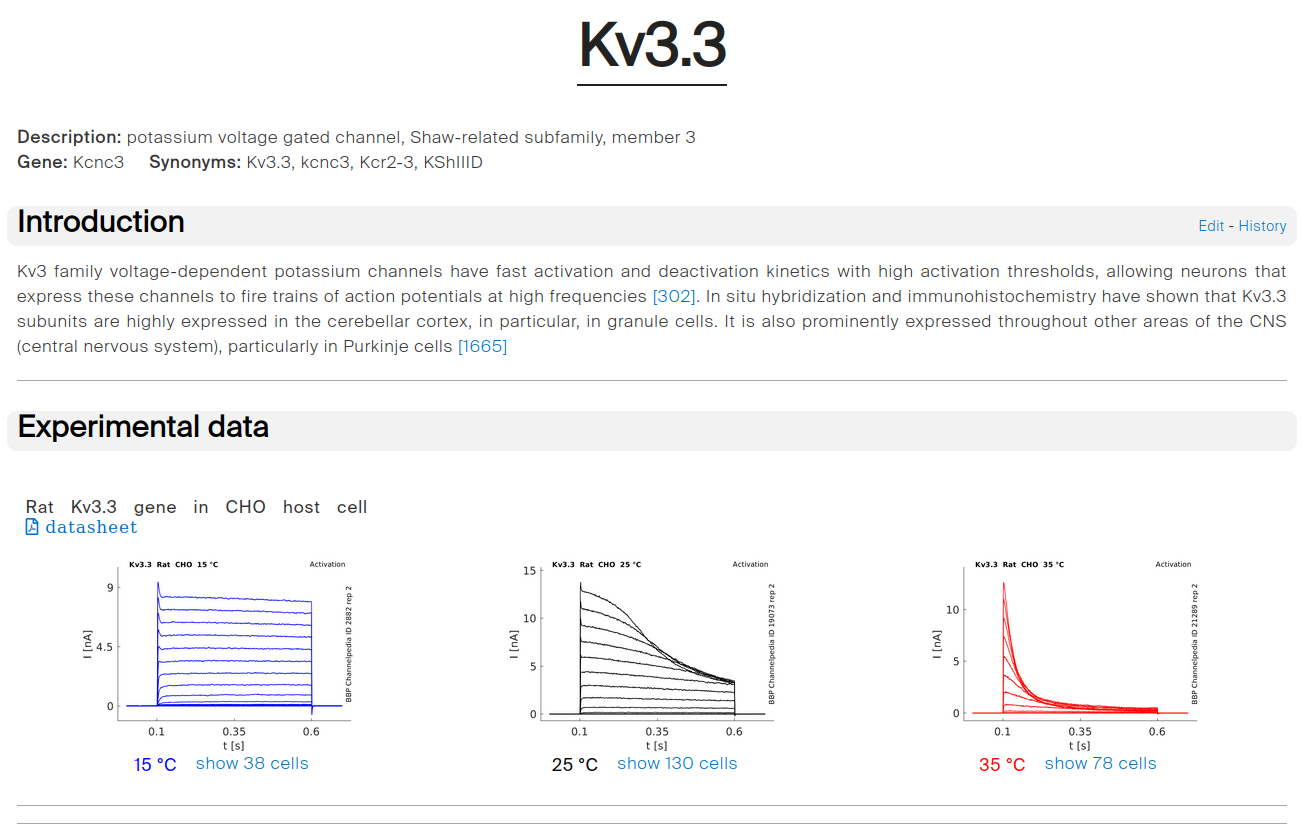 Kv3.3
Description: potassium voltage gated channel, Shaw-related subfamily, member 3
Gene: Kcnc3 Synonyms: Kv3.3, kcnc3, Kcr2-3, KShIIID
Introduction
Edit - History
Kv3 family voltage-dependent potassium channels have fast activation and deactivation kinetics with high activation thresholds, allowing neurons that
express these channels to fire trains of action potentials at high frequencies [302]. In situ hybridization and immunohistochemistry have shown that Kv3.3
subunits are highly expressed in the cerebellar cortex, in particular, in granule cells. It is also prominently expressed throughout other areas of the CNS
(central nervous system), particularly in Purkinje cells [1665]
Experimental data
Rat Kv3.3 gene in CHO host cell
datasheet
Kv3.3 Rat CHO 15 °C
Activation
9
4.5
0
I [nA]
0.1 0.35 0.6
t [s]
BBP Channelpedia ID 2882 rep 2
15 °C show 38 cells
Kv3.3 Rat CHO 25 °C
Activation
15
10
5
0
I [nA]
0.1 0.35 0.6
t [s]
BBP Channelpedia ID 19073 rep 2
25 °C show 130 cells
Kv3.3 Rat CHO 35 °C
Activation
10
5
0
I [nA]
0.1 0.35 0.6
t [s]
BBP Channelpedia ID 21289 rep 2
35 °C show 78 cells